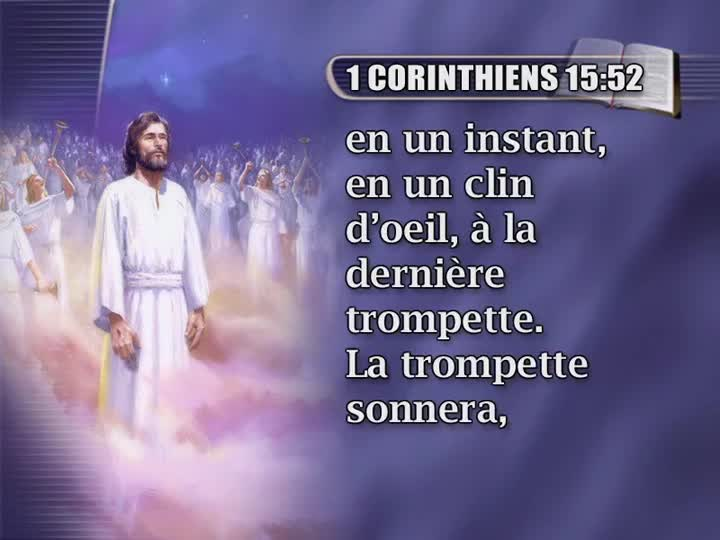 1 CORINTHIENS 15:52
en un instant,
en un clin
d’oeil, à la
dernière
trompette.
La trompette
sonnera,